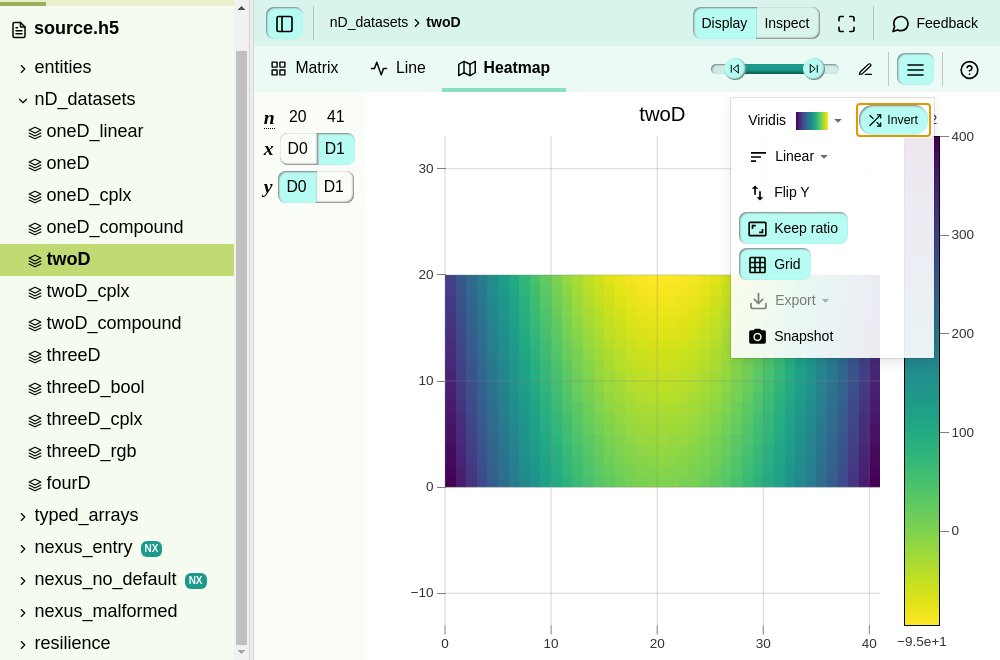 source.h5
entities
nD_datasets
oneD_linear
oneD
oneD_cplx
oneD_compound
twoD
twoD_cplx
twoD_compound
threeD
threeD_bool
threeD_cplx
threeD_rgb
fourD
typed_arrays
nexus_entry NX
nexus_no_default NX
nexus_malformed
resilience
nD_datasets > twoD
Display Inspect
Feedback
Matrix Line Heatmap
n 20 41
x D0 D1
y D0 D1
twoD
Viridis Invert
Linear
Flip Y
Keep ratio
Grid
Export
Snapshot
30
20
10
0
−10
0 10 20 30 40
2
400
300
200
100
0
−9.5e+1